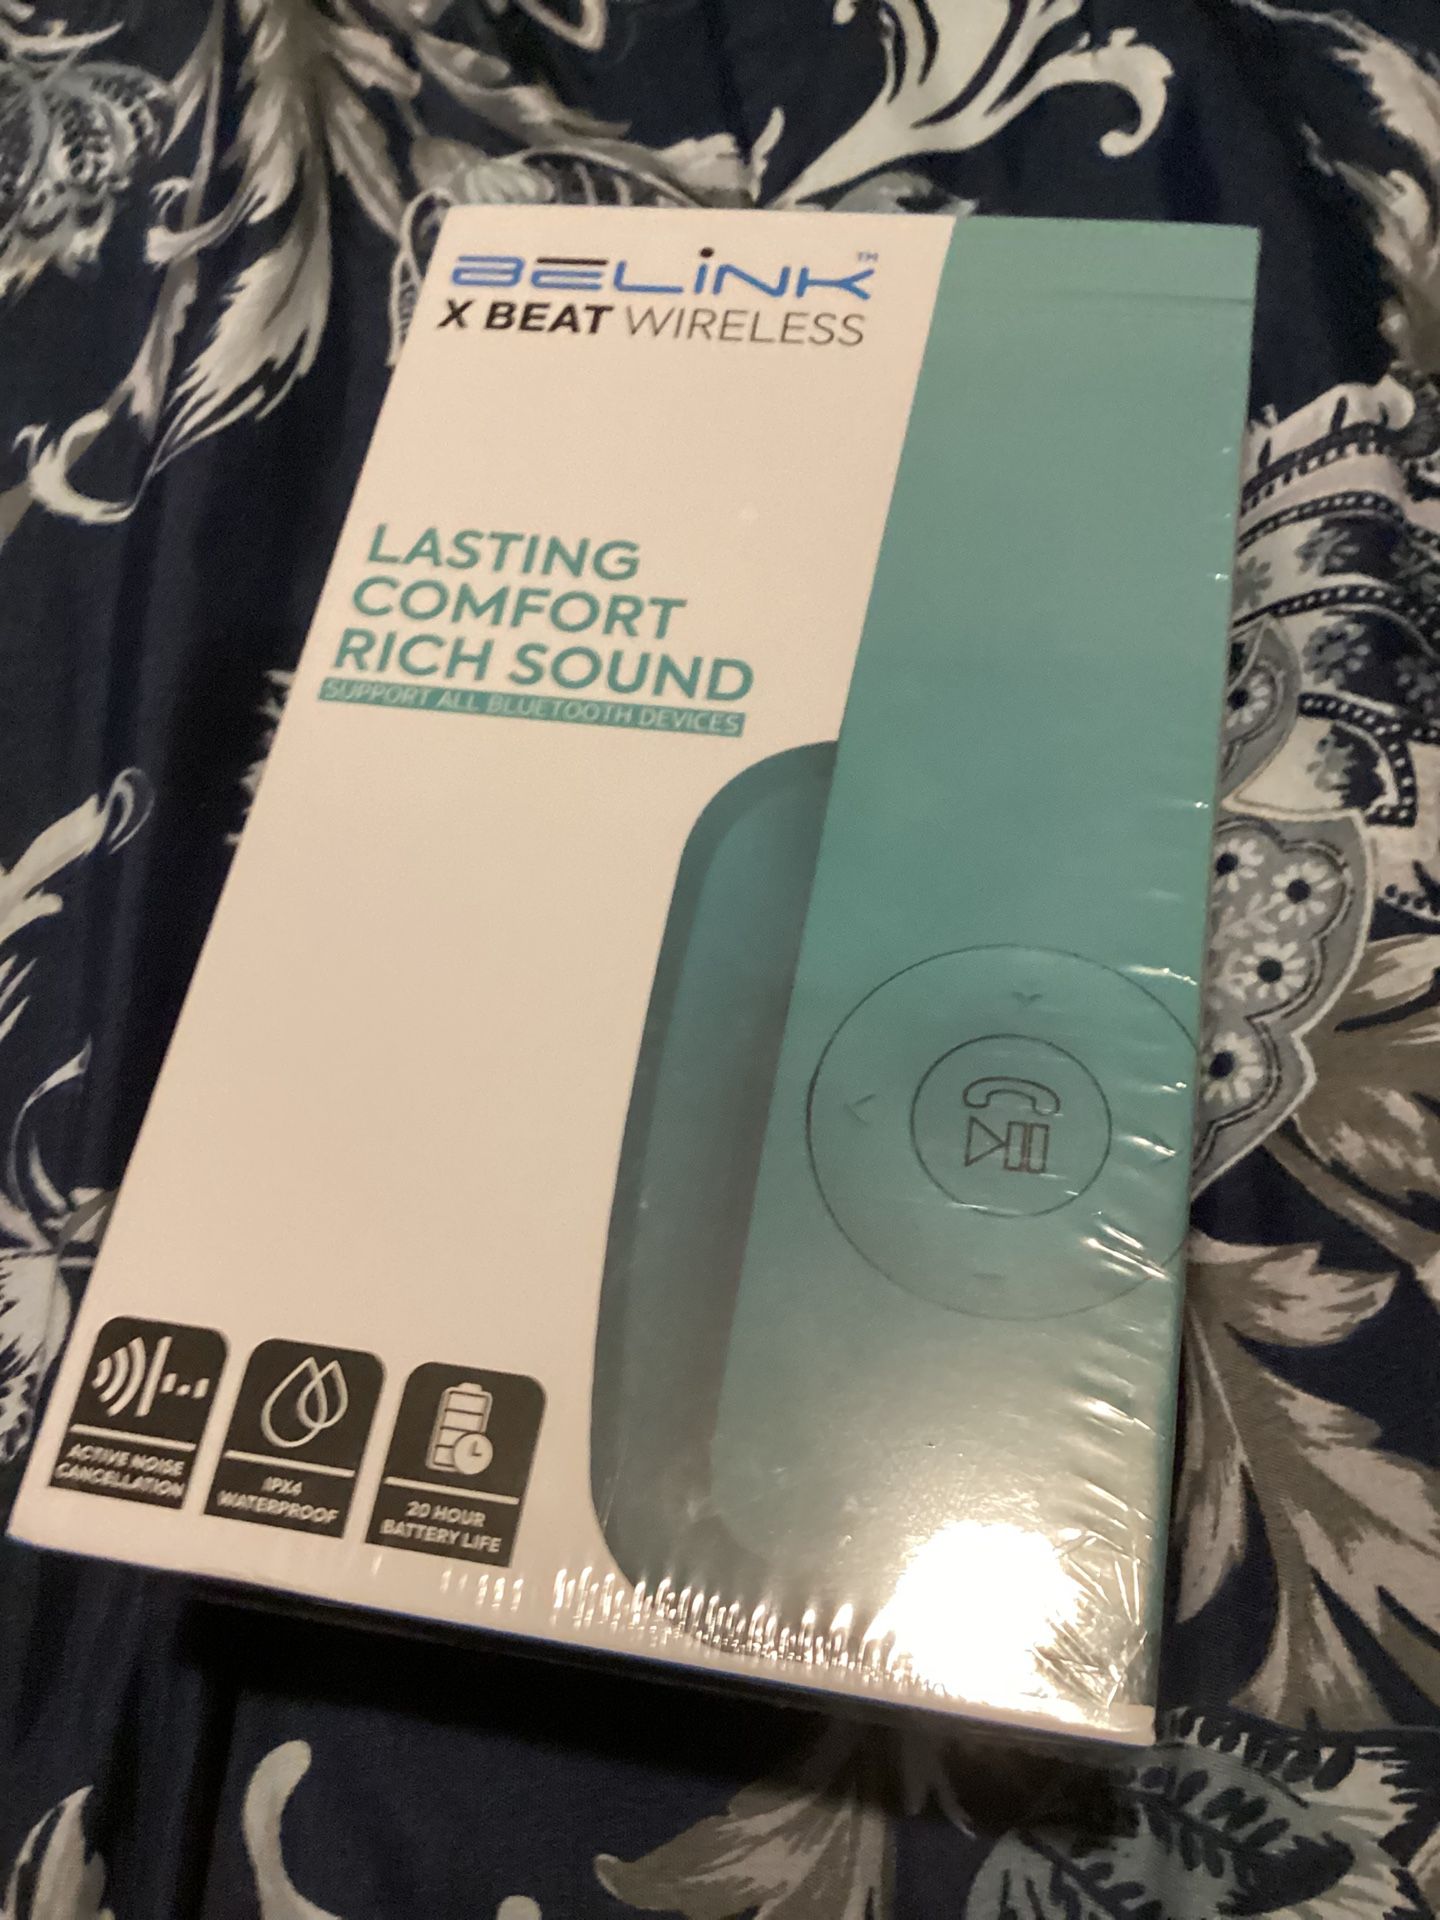 BELiNK™
X BEAT WIRELESS
LASTING
COMFORT
RICH SOUND
SUPPORT ALL BLUETOOTH DEVICES
ACTIVE NOISE
CANCELLATION
IPX4
WATERPROOF
20 HOUR
BATTERY LIFE